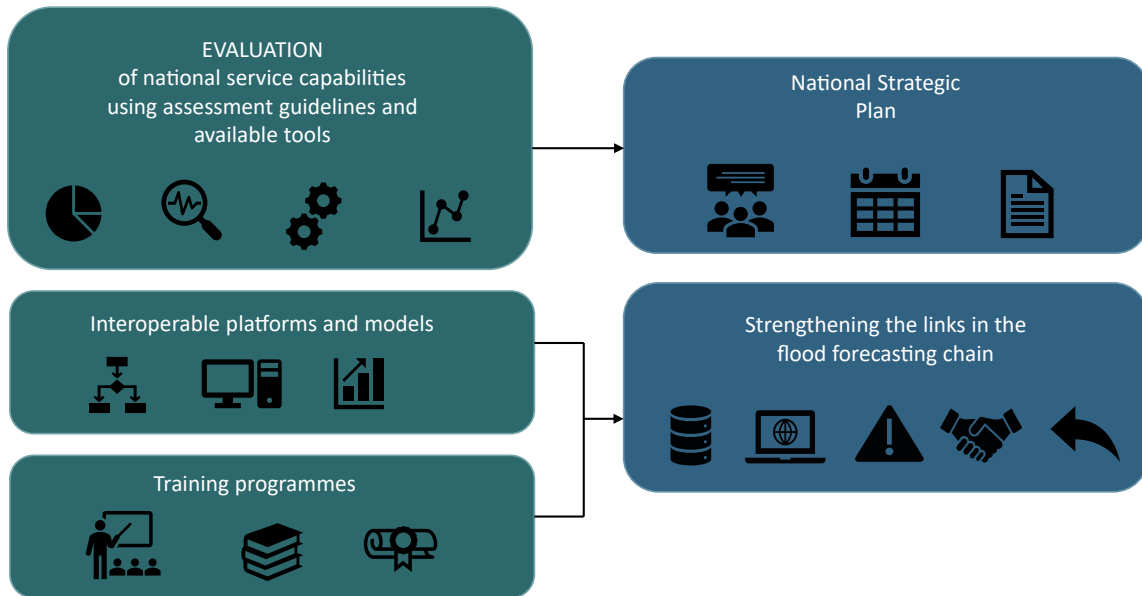 EVALUATION
of national service capabilities
using assessment guidelines and
available tools
National Strategic
Plan
Interoperable platforms and models
Strengthening the links in the
flood forecasting chain
Training programmes